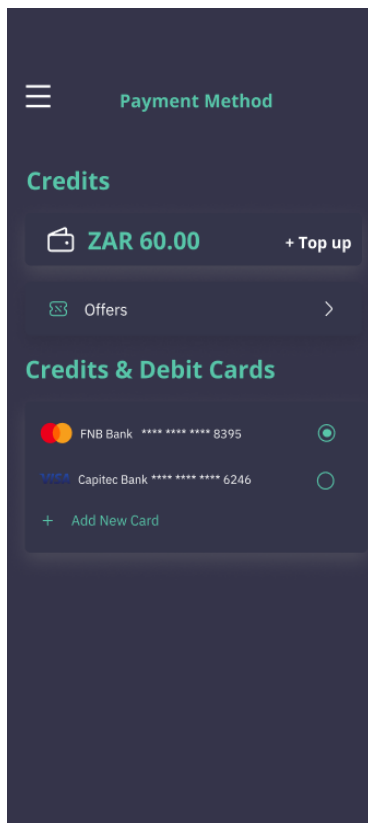 Payment Method
Credits
ZAR 60.00 + Top up
Offers
Credits & Debit Cards
FNB Bank **** **** **** 8395
VISA Capitec Bank **** **** **** 6246
+ Add New Card